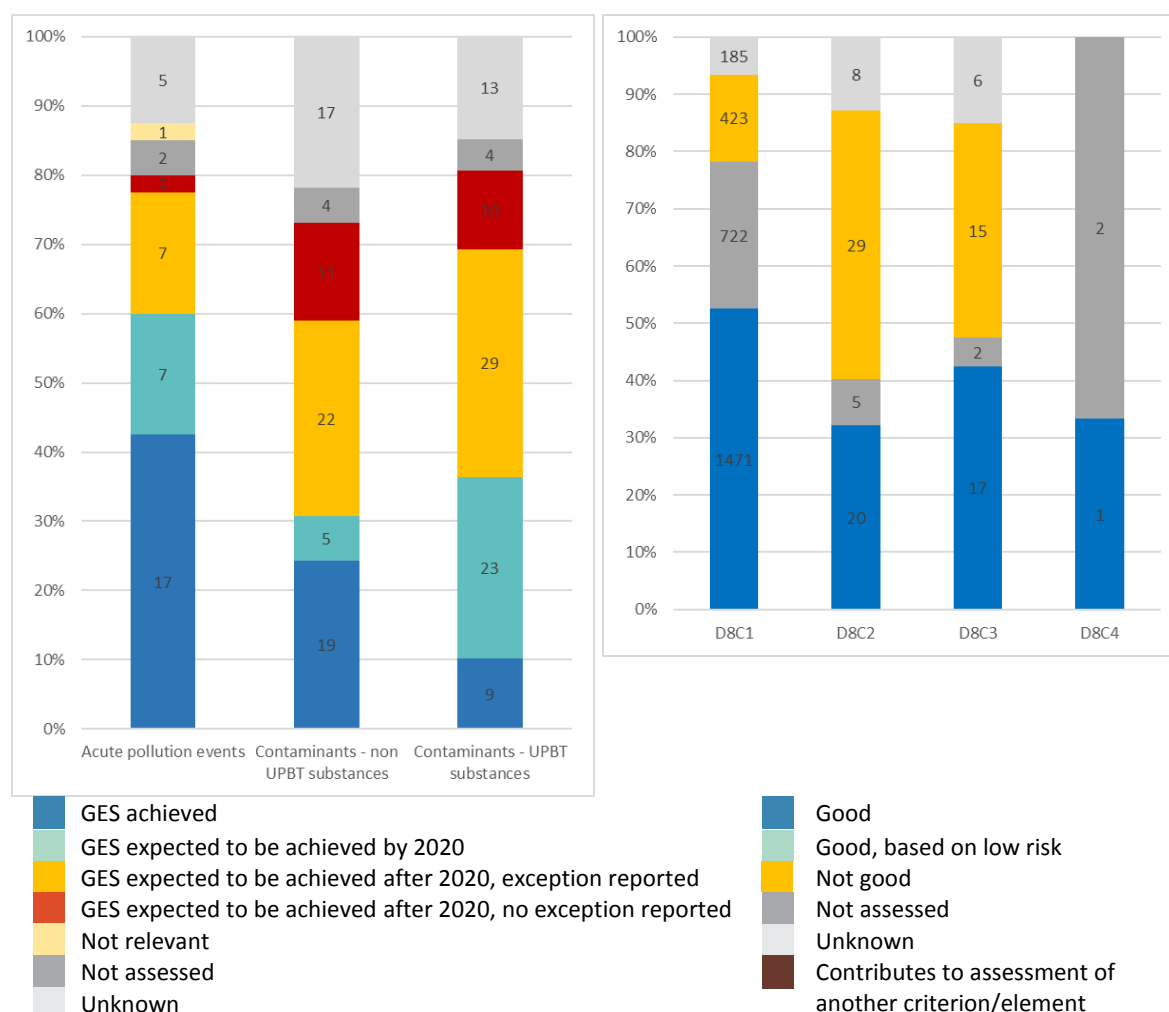 100%
90%
80%
70%
60%
50%
40%
30%
20%
10%
0%
5
1
2
1
7
7
17
17
4
11
22
5
19
13
4
10
29
23
9
Acute pollution events
Contaminants - non
UPBT substances
Contaminants - UPBT
substances
100%
90%
80%
70%
60%
50%
40%
30%
20%
10%
0%
185
423
722
1471
8
29
5
20
6
15
2
17
2
1
D8C1
D8C2
D8C3
D8C4
GES achieved
GES expected to be achieved by 2020
GES expected to be achieved after 2020, exception reported
GES expected to be achieved after 2020, no exception reported
Not relevant
Not assessed
Unknown
Good
Good, based on low risk
Not good
Not assessed
Unknown
Contributes to assessment of
another criterion/element